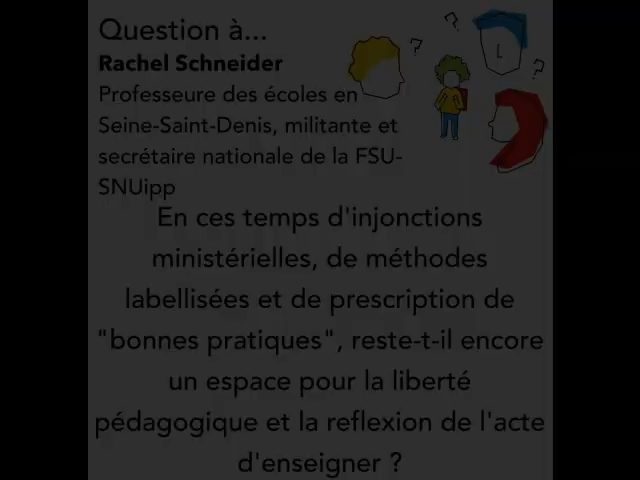 Question à...
Rachel Schneider
Professeure des écoles en
Seine-Saint-Denis, militante et
secrétaire nationale de la FSU-
SNUipp
En ces temps d'injonctions
ministérielles, de méthodes
labellisées et de prescription de
"bonnes pratiques", reste-t-il encore
un espace pour la liberté
pédagogique et la reflexion de l'acte
d'enseigner ?